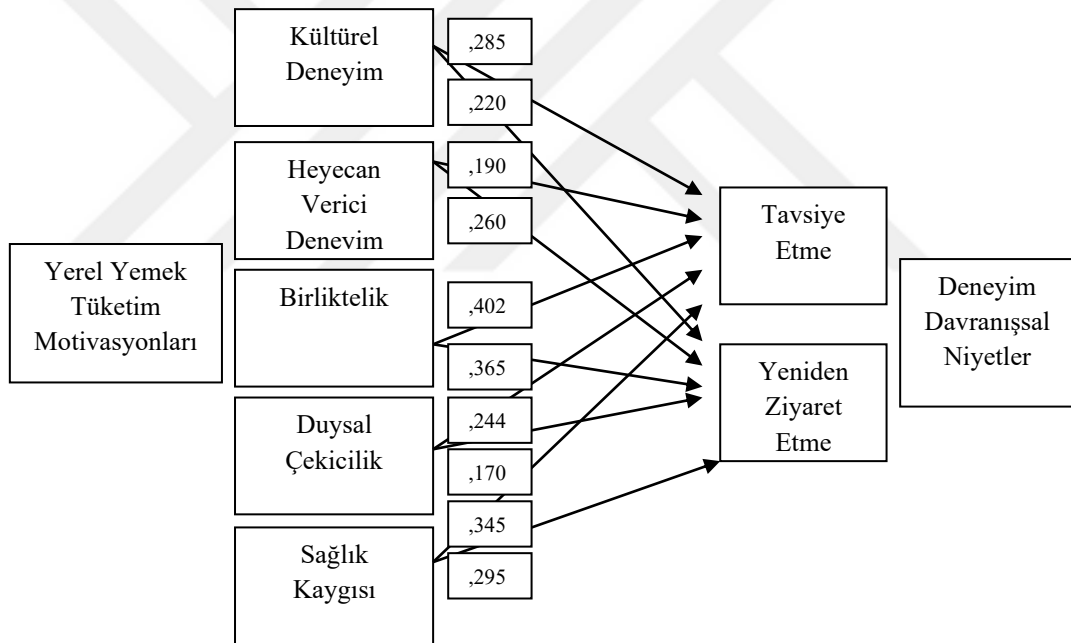 Yerel Yemek
Tüketim
Motivasyonları
Kültürel
Deneyim
Heyecan
Verici
Denevim
Birliktelik
Duysal
Çekicilik
Sağlık
Kaygısı
,285
,220
,190
,260
,402
,365
,244
,170
,345
,295
Tavsiye
Etme
Yeniden
Ziyaret
Etme
Deneyim
Davranışsal
Niyetler